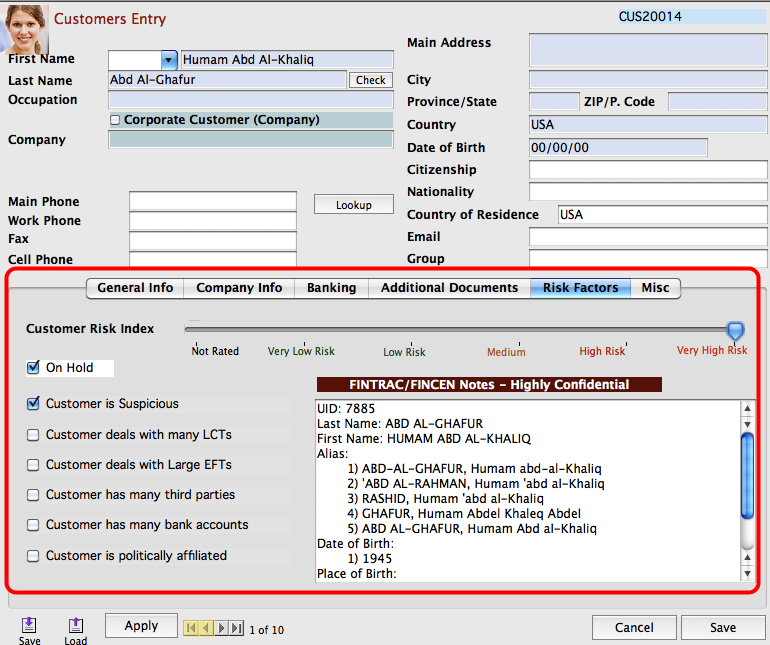 Customers Entry
CUS20014
First Name
Humam Abd Al-Khaliq
Last Name
Abd Al-Ghafur
Check
Occupation
Corporate Customer (Company)
Company
Main Phone
Lookup
Work Phone
Fax
Cell Phone
Main Address
City
Province/State
ZIP/P. Code
Country
USA
Date of Birth
00/00/00
Citizenship
Nationality
Country of Residence
USA
Email
Group
General Info
Company Info
Banking
Additional Documents
Risk Factors
Misc
Customer Risk Index
Not Rated
Very Low Risk
Low Risk
Medium
High Risk
Very High Risk
On Hold
Customer is Suspicious
Customer deals with many LCTs
Customer deals with Large EFTs
Customer has many third parties
Customer has many bank accounts
Customer is politically affiliated
FINTRAC/FINCEN Notes - Highly Confidential
UID: 7885
Last Name: ABD AL-GHAFUR
First Name: HUMAM ABD AL-KHALIQ
Alias:
1) ABD-AL-GHAFUR, Humam abd-al-Khaliq
2) 'ABD AL-RAHMAN, Humam 'abd al-Khaliq
3) RASHID, Humam 'abd al-Khaliq
4) GHAFUR, Humam Abdel Khaleq Abdel
5) ABD AL-GHAFUR, Humam Abd al-Khaliq
Date of Birth:
1) 1945
Place of Birth:
Save
Load
Apply
1 of 10
Cancel
Save